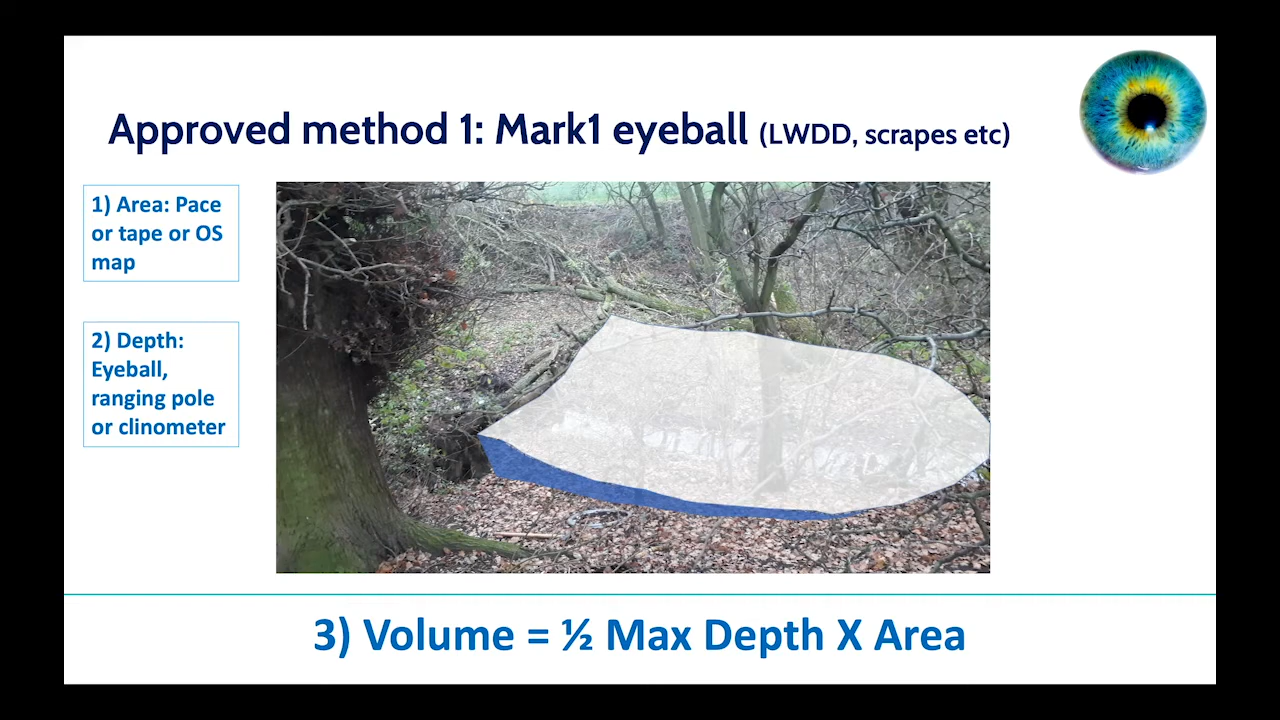 Approved method 1: Mark1 eyeball (LWDD, scrapes etc)
1) Area: Pace
or tape or OS
map
2) Depth:
Eyeball,
ranging pole
or clinometer
3) Volume = ½ Max Depth X Area